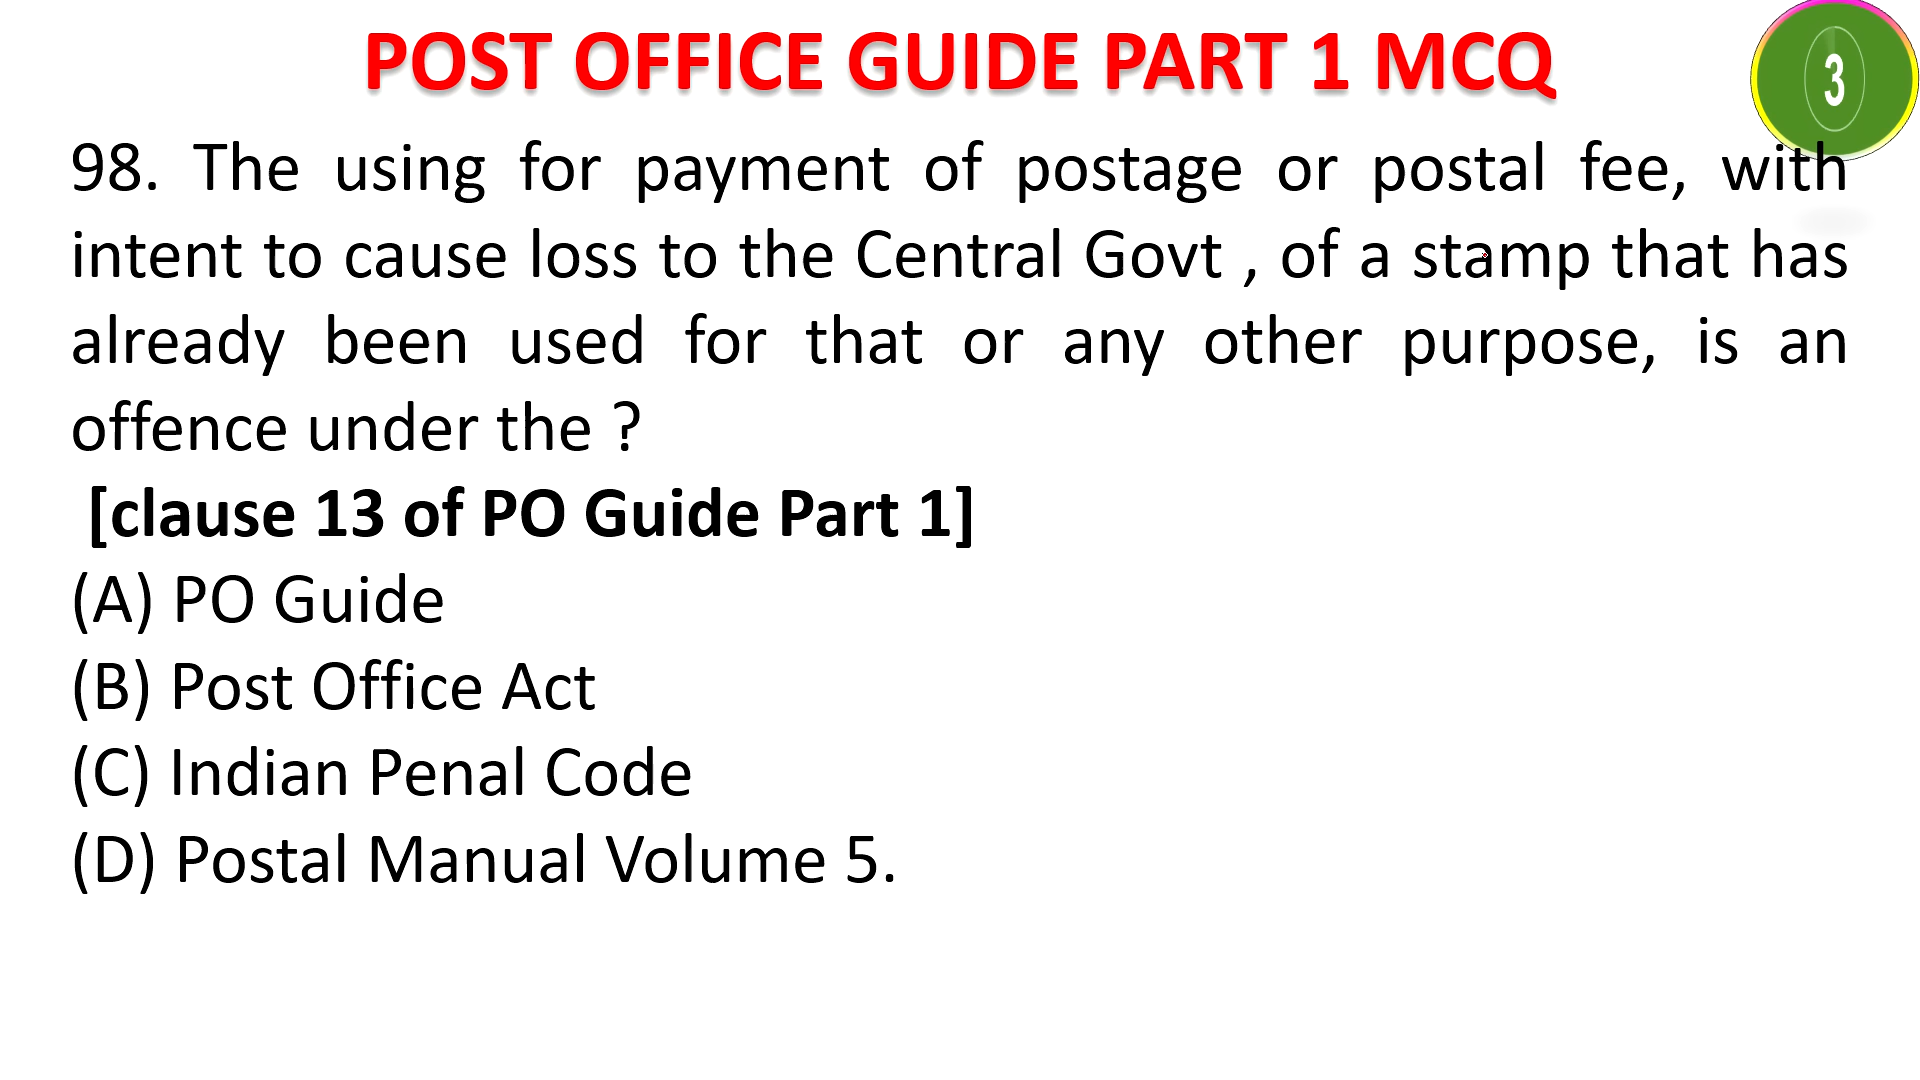 POST OFFICE GUIDE PART 1 MCQ
3
98. The using for payment of postage or postal fee, with
intent to cause loss to the Central Govt , of a stamp that has
already been used for that or any other purpose, is an
offence under the ?
[clause 13 of PO Guide Part 1]
(A) PO Guide
(B) Post Office Act
(C) Indian Penal Code
(D) Postal Manual Volume 5.